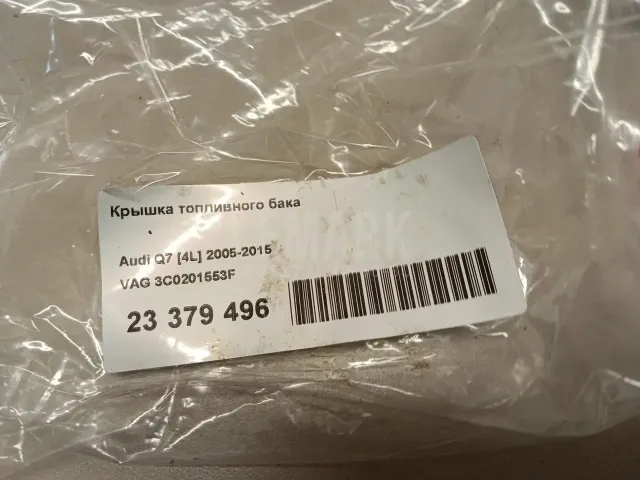 Крышка топливного бака
Audi Q7 [4L] 2005-2015
VAG 3C0201553F
23 379 496